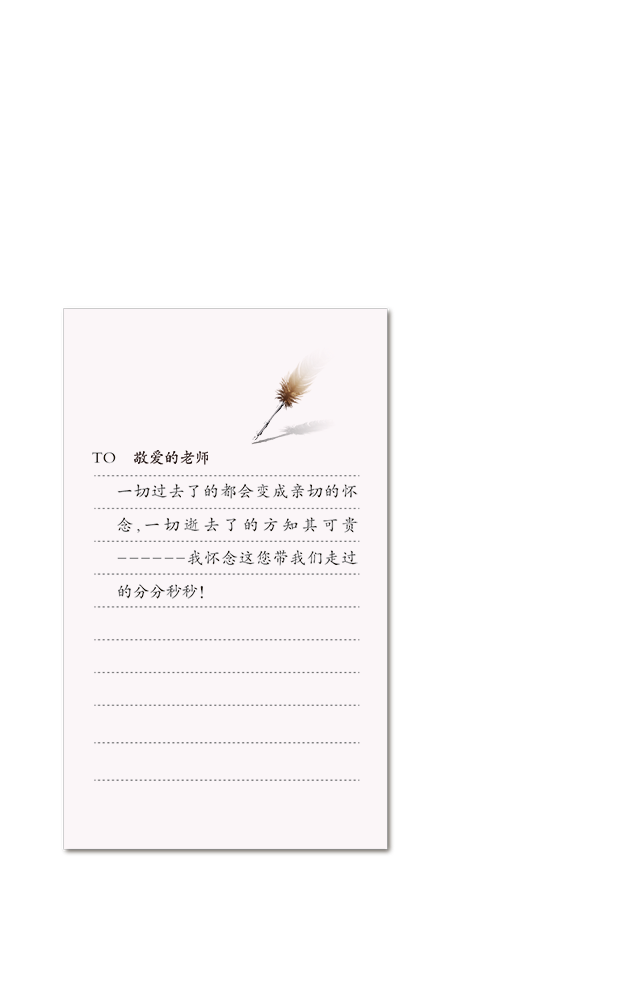 TO 敬爱的老师
一切过去了的都会变成亲切的怀
念,一切逝去了的方知其可贵
------我怀念这您带我们走过
的分分秒秒!